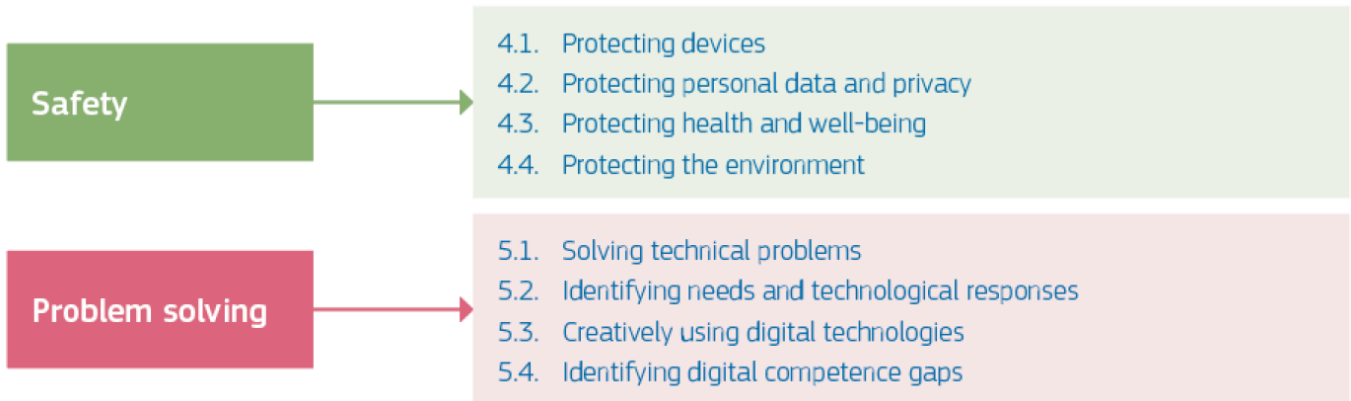 Safety
4.1. Protecting devices
4.2. Protecting personal data and privacy
4.3. Protecting health and well-being
4.4. Protecting the environment
Problem solving
5.1. Solving technical problems
5.2. Identifying needs and technological responses
5.3. Creatively using digital technologies
5.4. Identifying digital competence gaps